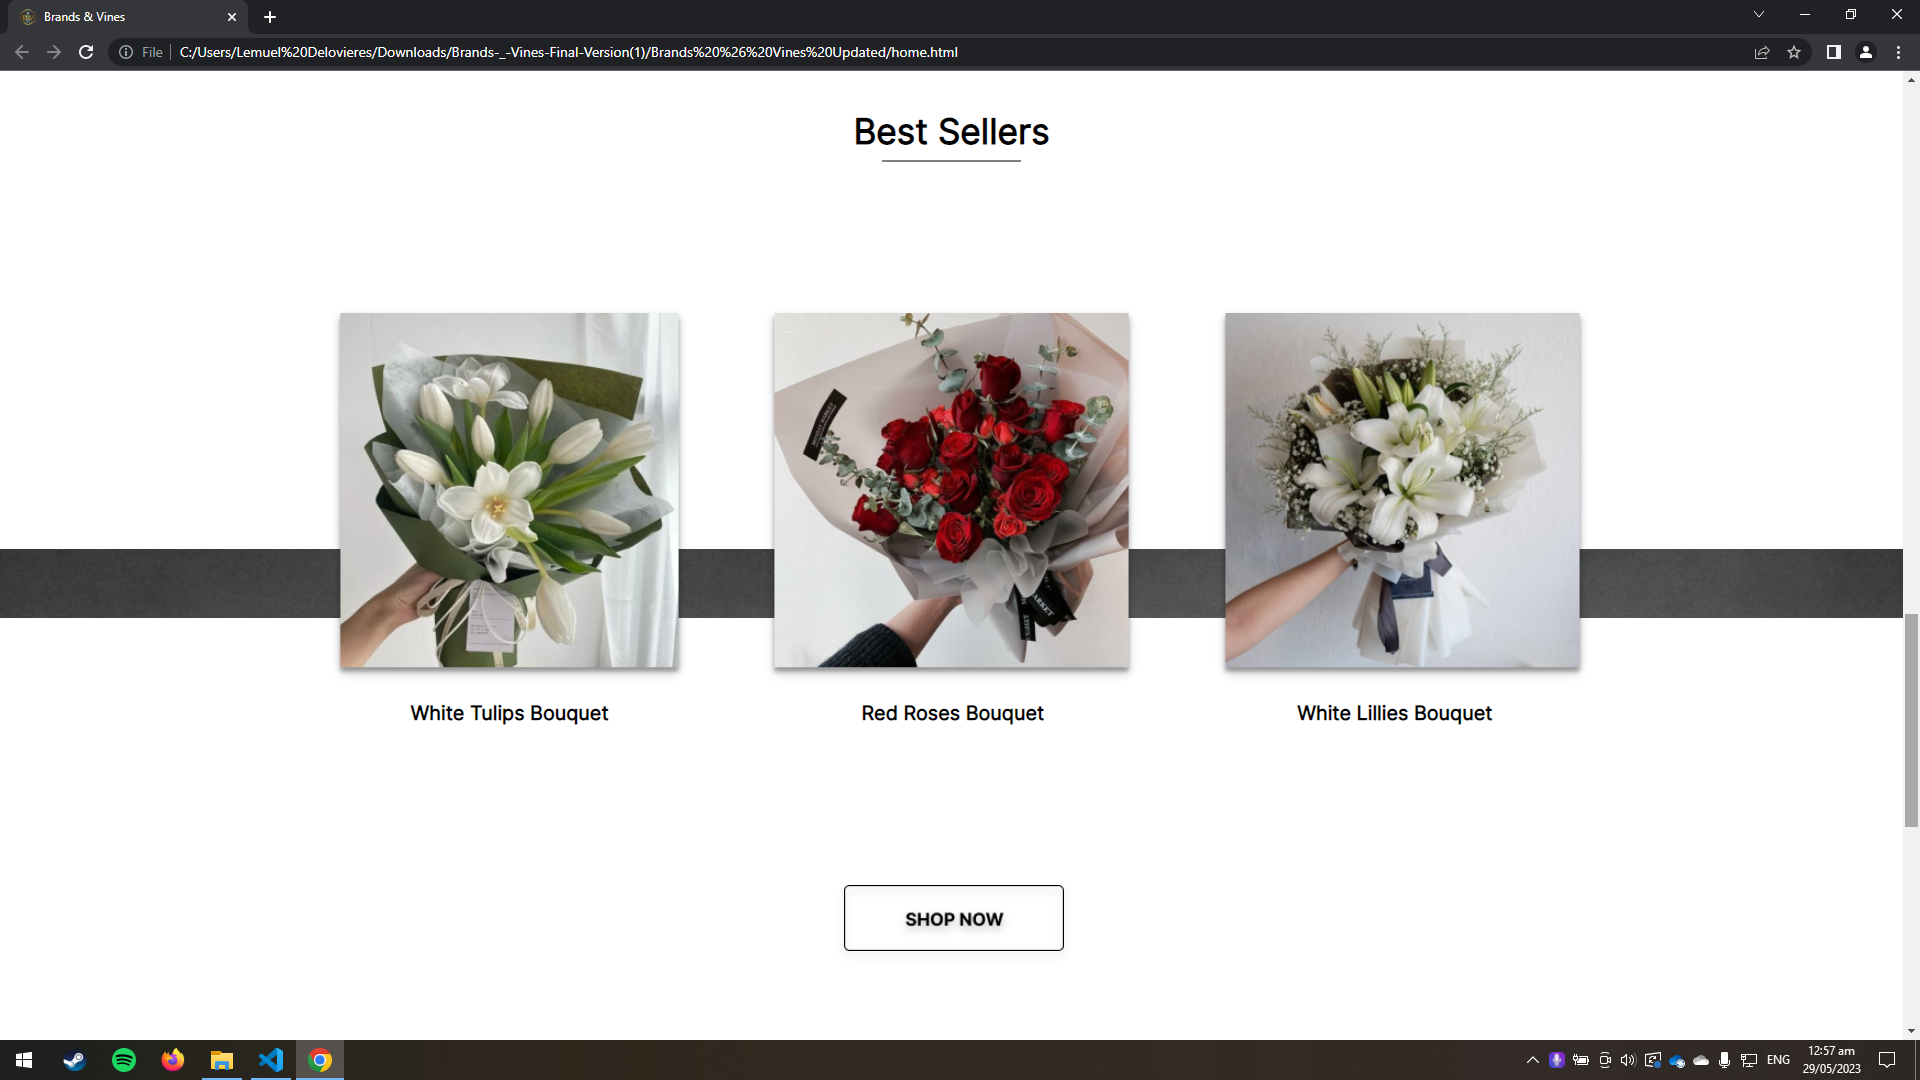 Brands & Vines
File
C:/Users/Lemuel%20Delovieres/Downloads/Brands-_-Vines-Final-Version(1)/Brands%20%26%20Vines%20Updated/home.html
Best Sellers
White Tulips Bouquet
Red Roses Bouquet
White Lillies Bouquet
SHOP NOW
ENG
12:57 am
29/05/2023